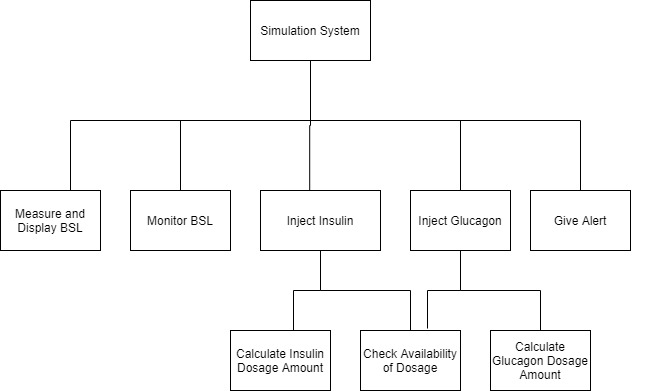 Simulation System
Measure and
Display BSL
Monitor BSL
Inject Insulin
Inject Glucagon
Give Alert
Calculate Insulin
Dosage Amount
Check Availability
of Dosage
Calculate
Glucagon Dosage
Amount